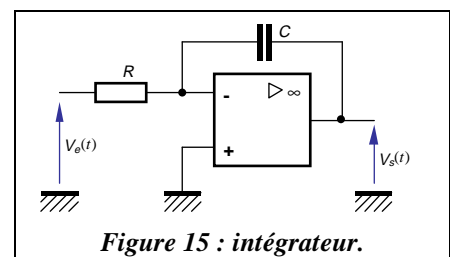 C
R
- ▷ ∞
+
Ve(t)
Vs(t)
Figure 15 : intégrateur.